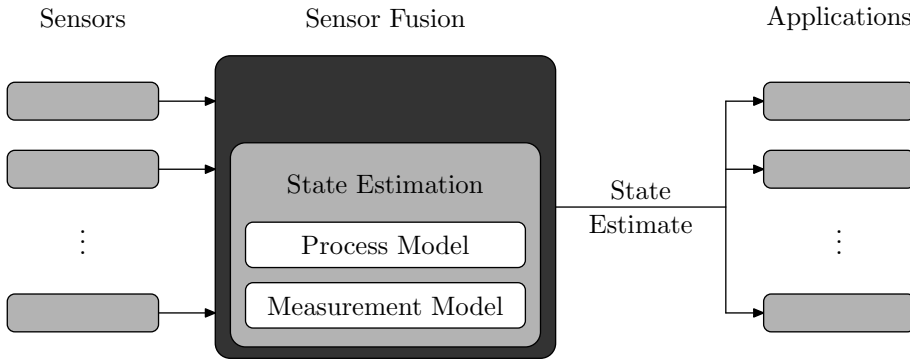 Sensors
Sensor Fusion
Applications
State Estimation
Process Model
Measurement Model
State
Estimate